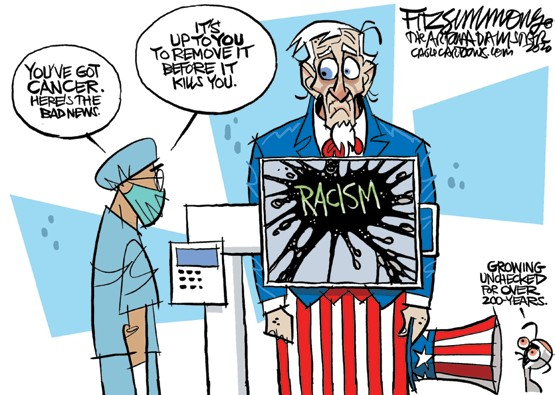 YOU'VE GOT
CANCER.
HERE'S THE
BAD NEWS.
IT'S
UP TO YOU
TO REMOVE IT
BEFORE IT
KILLS YOU.
FITZSIMMONS
THE ARIZONA DAILY STAR
2020
CAGLECARTOONS.COM
RACISM
GROWING
UNCHECKED
FOR OVER
200-YEARS.